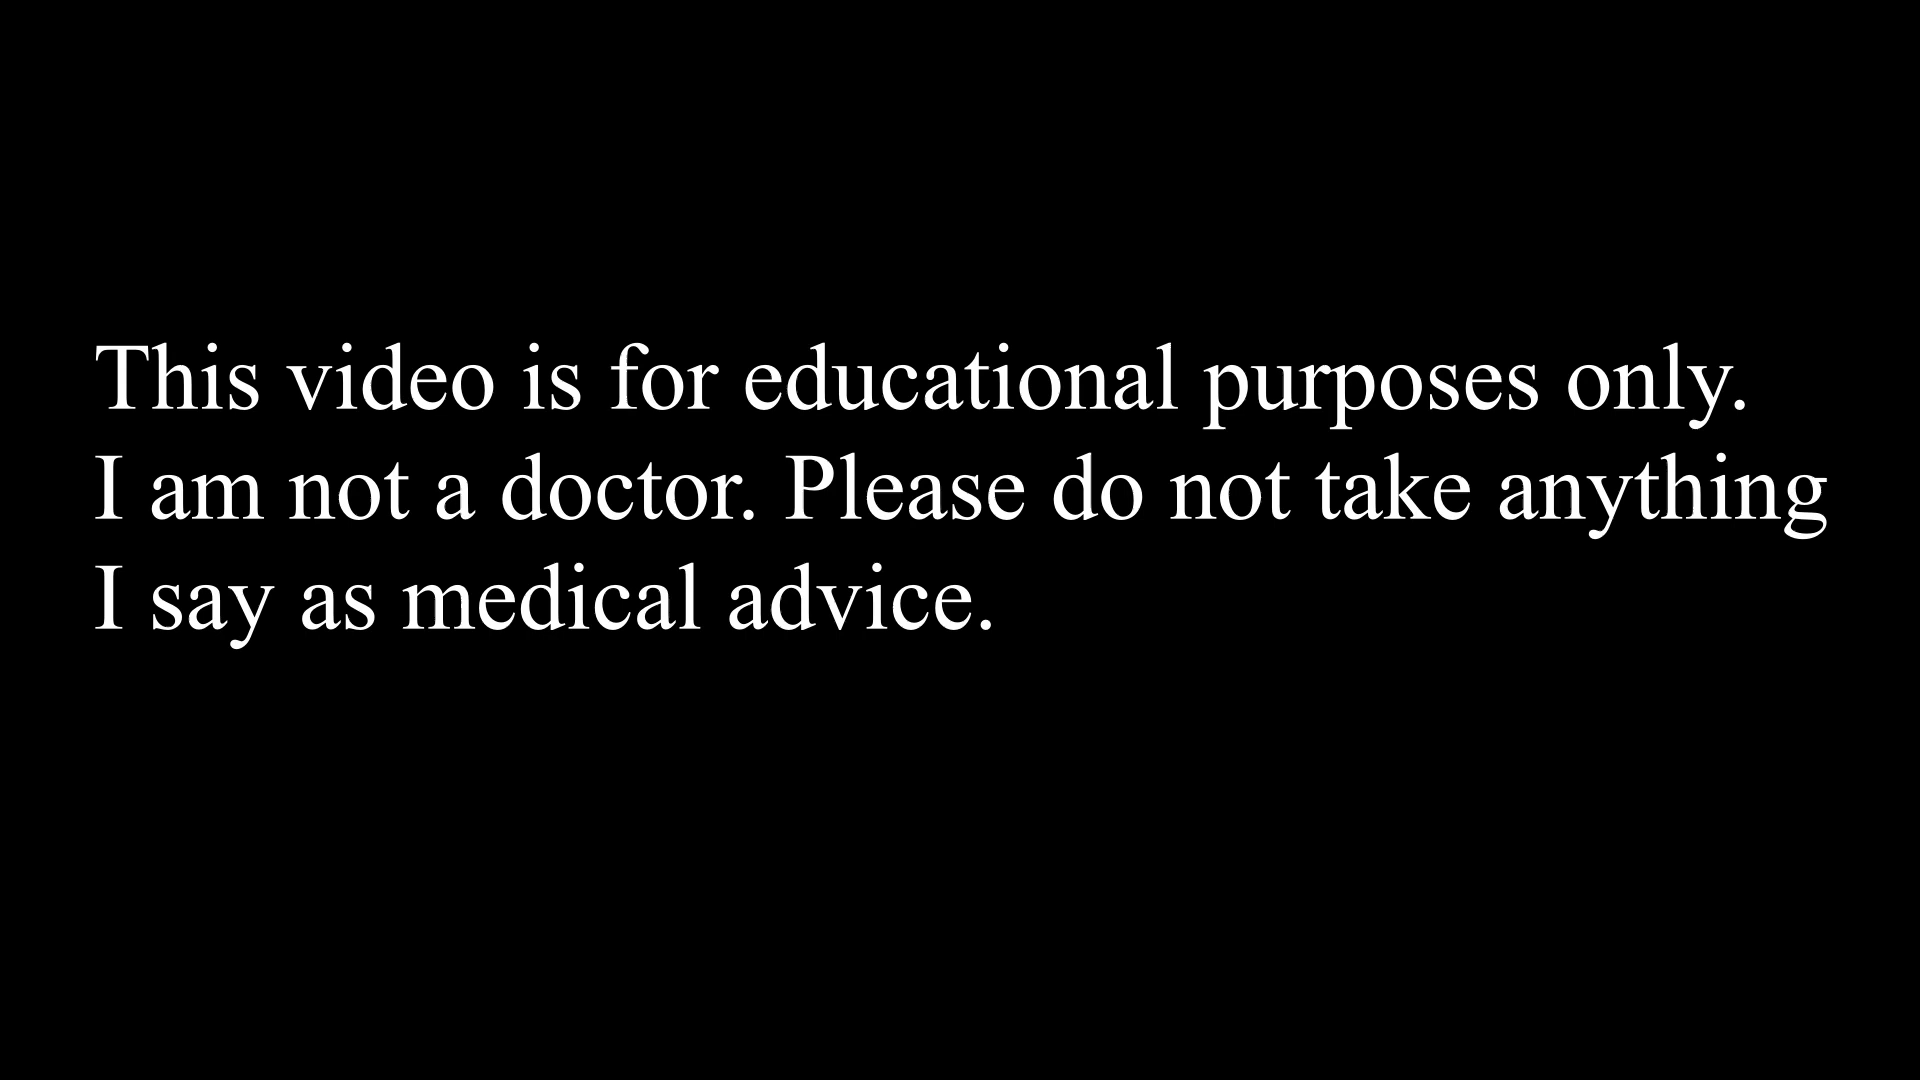 This video is for educational purposes only.
I am not a doctor. Please do not take anything
I say as medical advice.